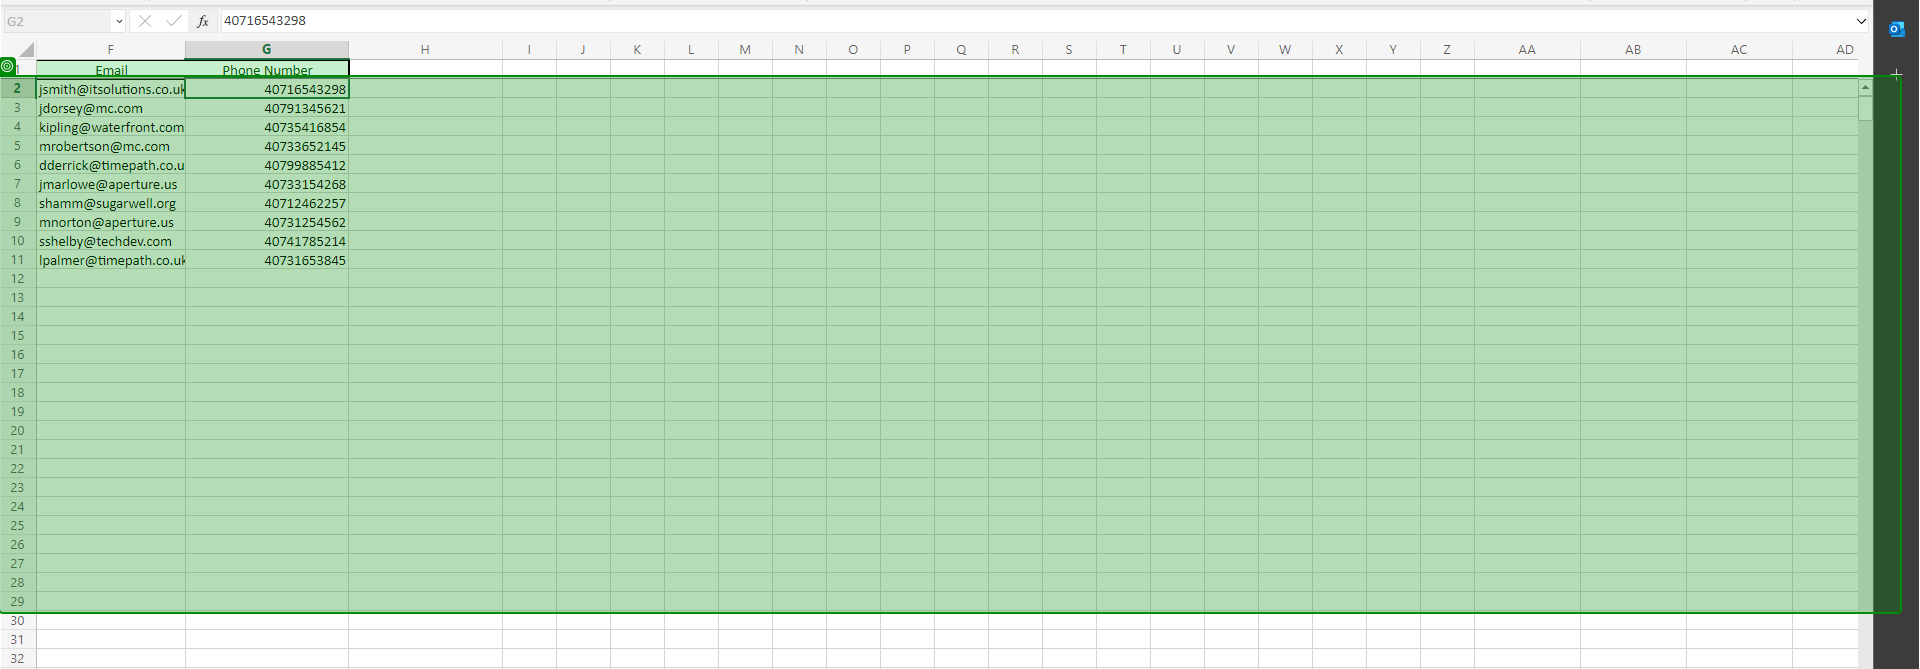 G2 fx 40716543298
F G H I J K L M N O P Q R S T U V W X Y Z AA AB AC AD
1 Email Phone Number
2 jsmith@itsolutions.co.uk 40716543298
3 jdorsey@mc.com 40791345621
4 kipling@waterfront.com 40735416854
5 mrobertson@mc.com 40733652145
6 dderrick@timepath.co.u 40799885412
7 jmarlowe@aperture.us 40733154268
8 shamm@sugarwell.org 40712462257
9 mnorton@aperture.us 40731254562
10 sshelby@techdev.com 40741785214
11 lpalmer@timepath.co.uk 40731653845
12
13
14
15
16
17
18
19
20
21
22
23
24
25
26
27
28
29
30
31
32